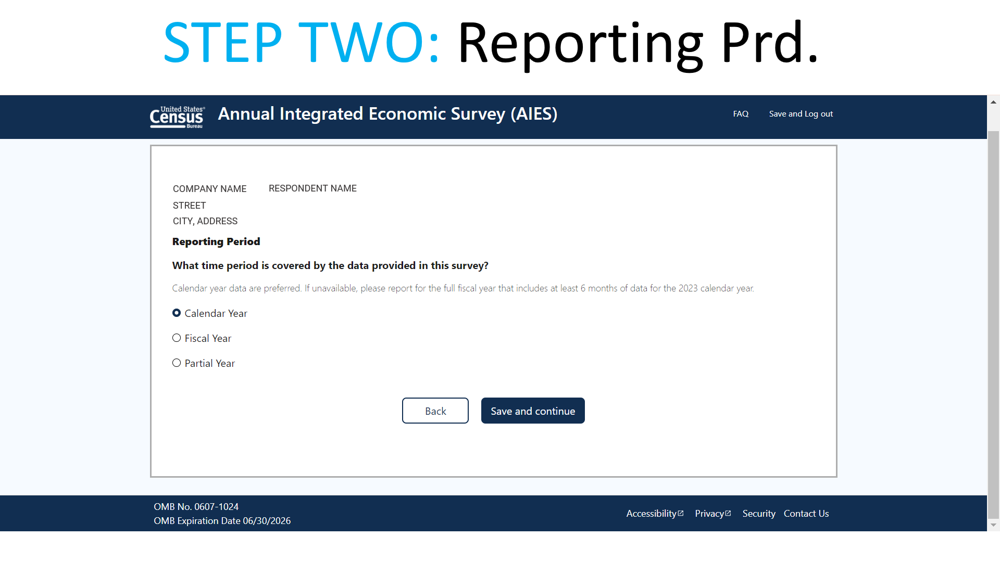 STEP TWO: Reporting Prd.
United States®
Census
Bureau
Annual Integrated Economic Survey (AIES)
FAQ
Save and Log out
COMPANY NAME
RESPONDENT NAME
STREET
CITY, ADDRESS
Reporting Period
What time period is covered by the data provided in this survey?
Calendar year data are preferred. If unavailable, please report for the full fiscal year that includes at least 6 months of data for the 2023 calendar year.
Calendar Year
Fiscal Year
Partial Year
Back
Save and continue
OMB No. 0607-1024
OMB Expiration Date 06/30/2026
Accessibility
Privacy
Security
Contact Us